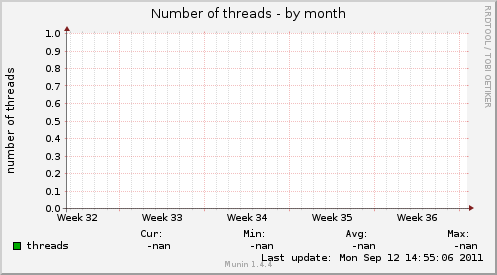 Number of threads - by month
RRDTOOL / TOBI OETIKER
number of threads
1.0
0.9
0.8
0.7
0.6
0.5
0.4
0.3
0.2
0.1
0.0
Week 32 Week 33 Week 34 Week 35 Week 36
Cur: Min: Avg: Max:
threads -nan -nan -nan -nan
Last update: Mon Sep 12 14:55:06 2011
Munin 1.4.4